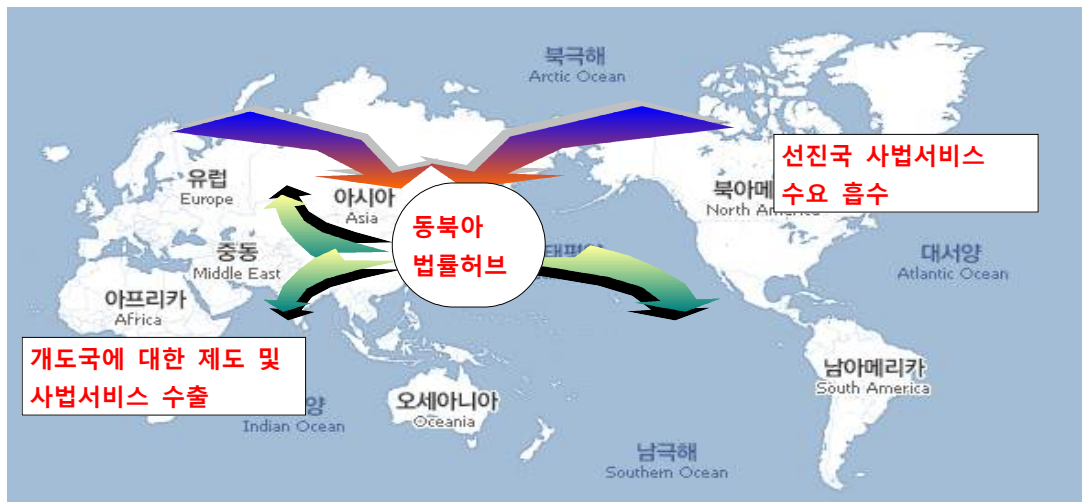 북극해
Arctic Ocean
선진국 사법서비스
수요 흡수
유럽
Europe
아시아
Asia
북아메
North America
동북아
법률허브
태평양
중동
Middle East
대서양
Atlantic Ocean
아프리카
Africa
개도국에 대한 제도 및
사법서비스 수출
남아메리카
South America
오세아니아
Oceania
양
Indian Ocean
남극해
Southern Ocean